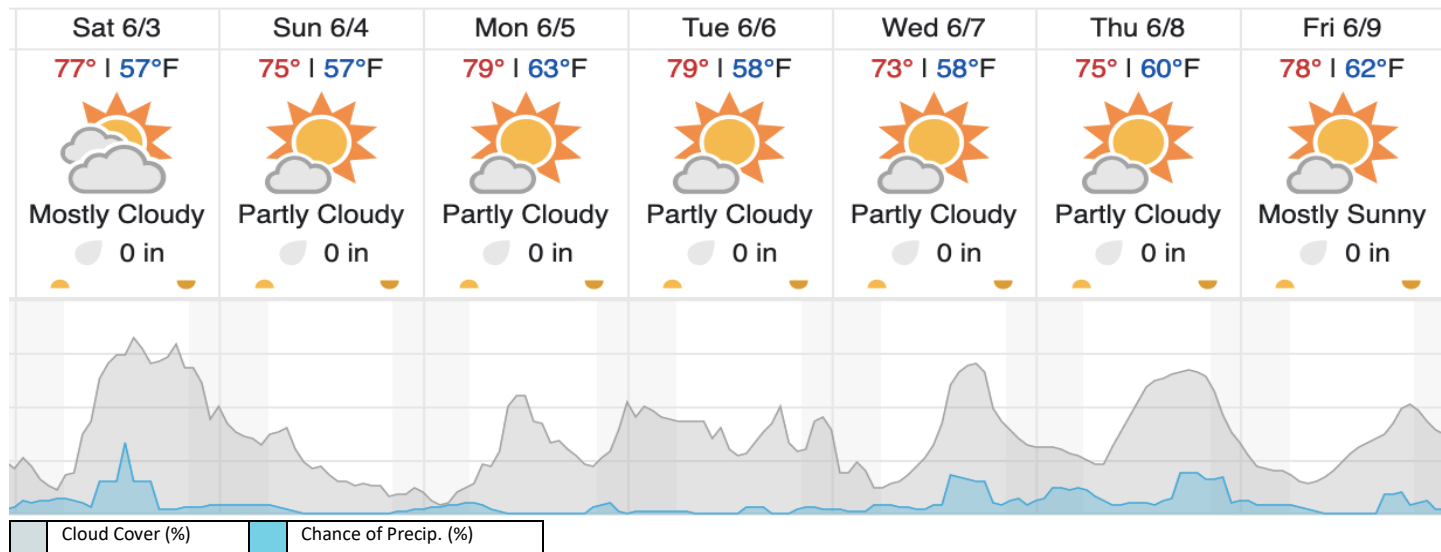 Sat 6/3 Sun 6/4 Mon 6/5 Tue 6/6 Wed 6/7 Thu 6/8 Fri 6/9
77° | 57°F 75° | 57°F 79° | 63°F 79° | 58°F 73° | 58°F 75° | 60°F 78° | 62°F
Mostly Cloudy Partly Cloudy Partly Cloudy Partly Cloudy Partly Cloudy Partly Cloudy Mostly Sunny
0 in 0 in 0 in 0 in 0 in 0 in 0 in
Cloud Cover (%) Chance of Precip. (%)